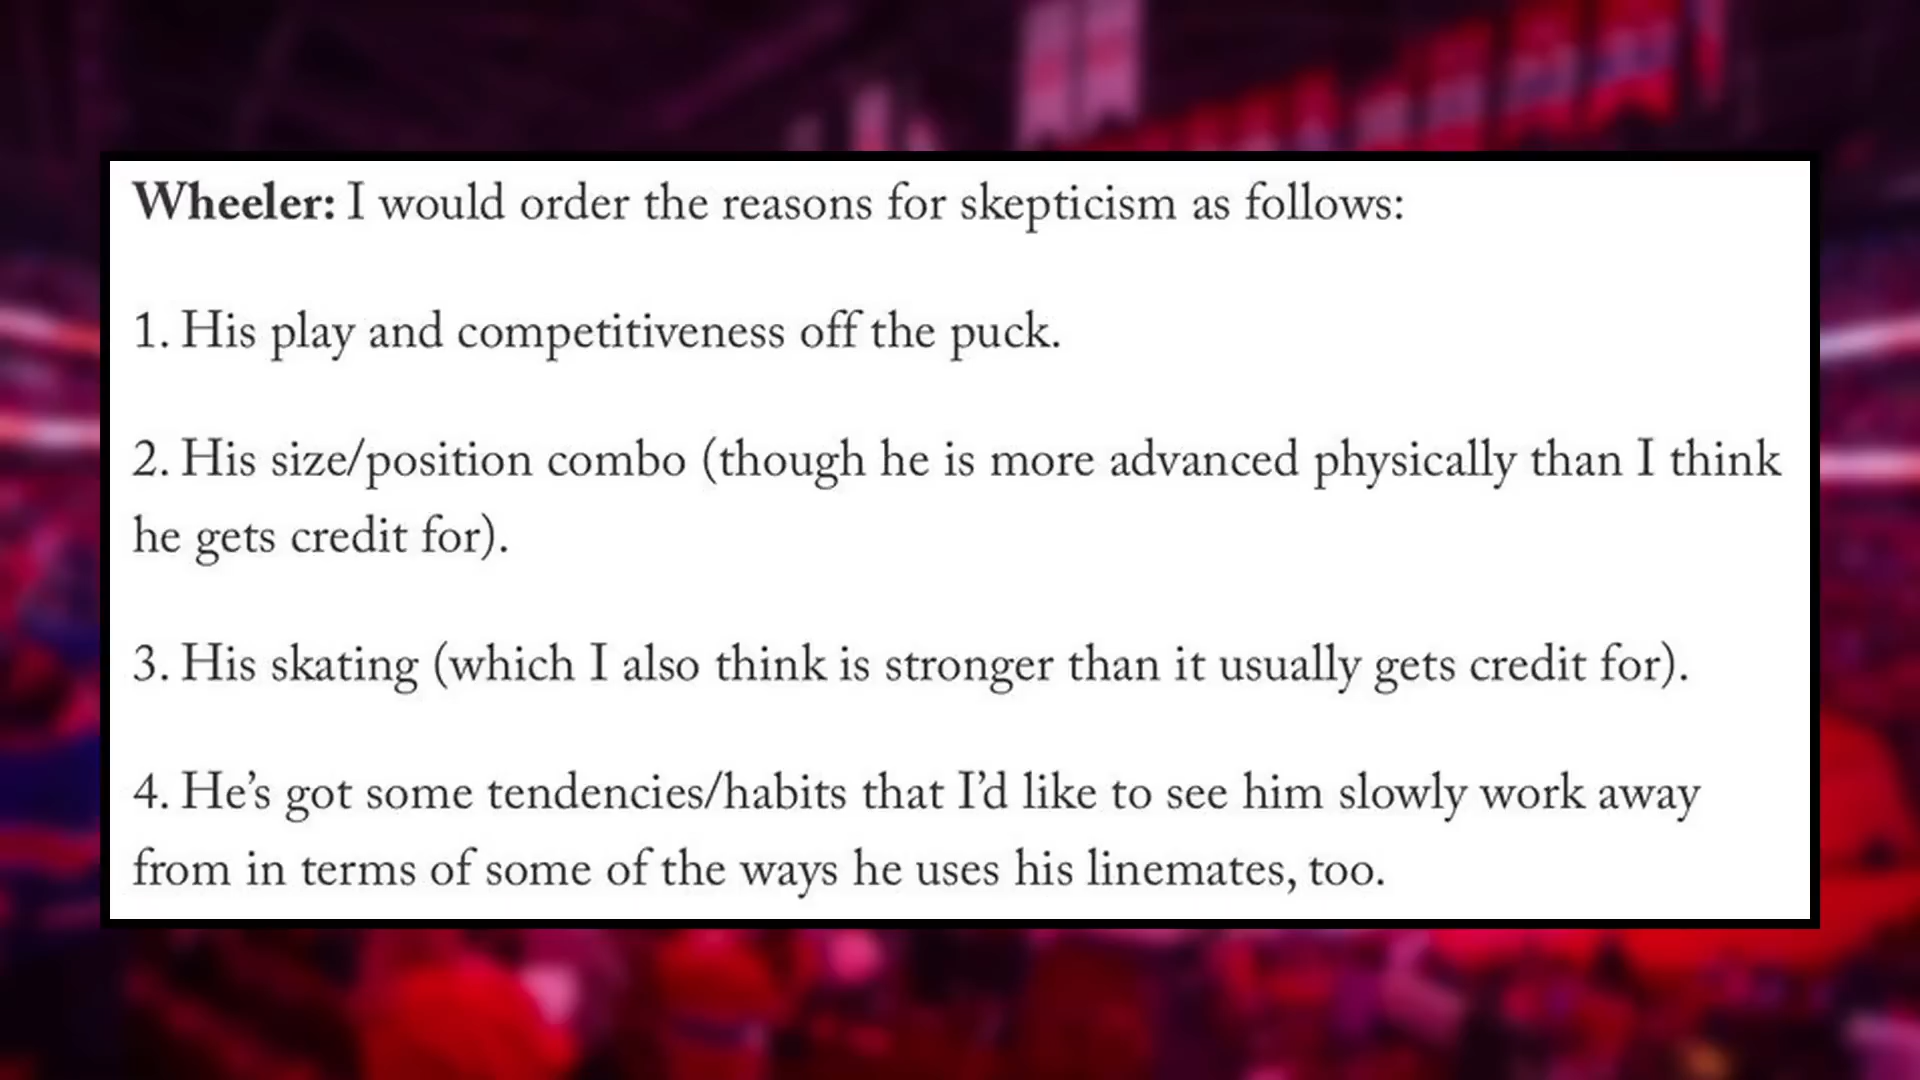 Wheeler: I would order the reasons for skepticism as follows:
1. His play and competitiveness off the puck.
2. His size/position combo (though he is more advanced physically than I think
he gets credit for).
3. His skating (which I also think is stronger than it usually gets credit for).
4. He’s got some tendencies/habits that I’d like to see him slowly work away
from in terms of some of the ways he uses his linemates, too.